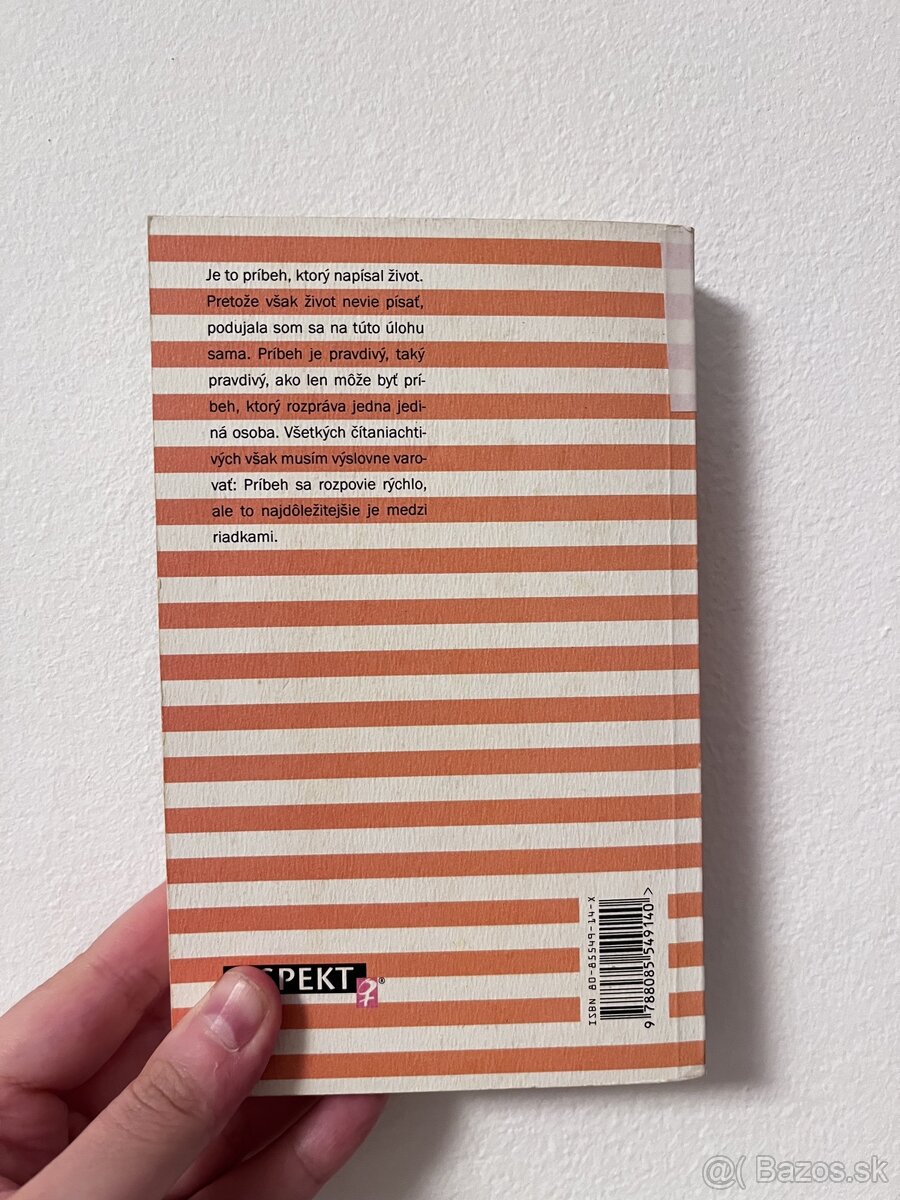 Je to príbeh, ktorý napísal život.
Pretože však život nevie písať,
podujala som sa na túto úlohu
sama. Príbeh je pravdivý, taký
pravdivý, ako len môže byť prí-
beh, ktorý rozpráva jedna jedi-
ná osoba. Všetkých čítaniachti-
vých však musím výslovne varo-
vať: Príbeh sa rozpovie rýchlo,
ale to najdôležitejšie je medzi
riadkami.
SPEKT
®
ISBN 80-85549-14-X
9 788085 549140 >
@( Bazos.sk